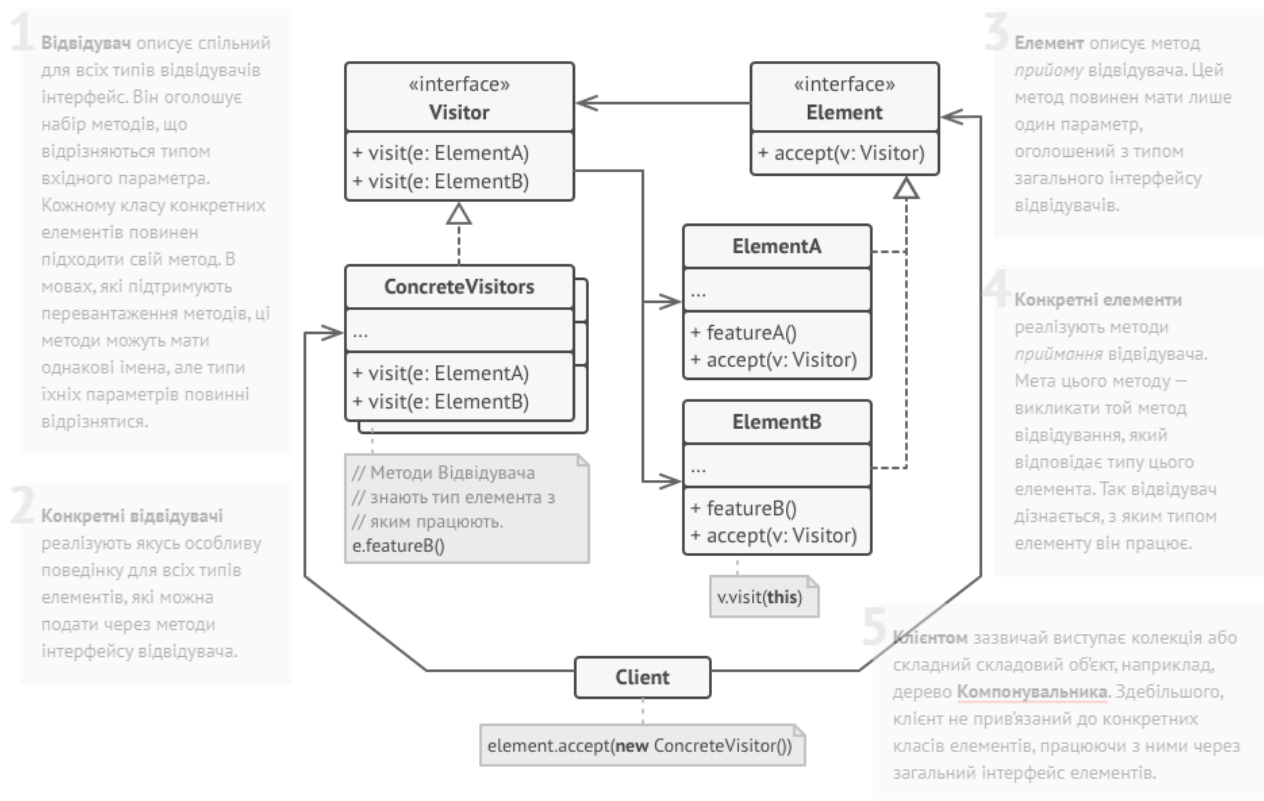 1
Відвідувач описує спільний
для всіх типів відвідувачів
інтерфейс. Він оголошує
набір методів, що
відрізняються типом
вхідного параметра.
Кожному класу конкретних
елементів повинен
підходити свій метод. В
мовах, які підтримують
перевантаження методів, ці
методи можуть мати
однакові імена, але типи
їхніх параметрів повинні
відрізнятися.
2
Конкретні відвідувачі
реалізують якусь особливу
поведінку для всіх типів
елементів, які можна
подати через методи
інтерфейсу відвідувача.
«interface»
Visitor
+ visit(e: ElementA)
+ visit(e: ElementB)
ConcreteVisitors
...
+ visit(e: ElementA)
+ visit(e: ElementB)
// Методи Відвідувача
// знають тип елемента з
// яким працюють.
e.featureB()
«interface»
Element
+ accept(v: Visitor)
ElementA
...
+ featureA()
+ accept(v: Visitor)
ElementB
...
+ featureB()
+ accept(v: Visitor)
v.visit(this)
Client
element.accept(new ConcreteVisitor())
3
Елемент описує метод
прийому відвідувача. Цей
метод повинен мати лише
один параметр,
оголошений з типом
загального інтерфейсу
відвідувачів.
4
Конкретні елементи
реалізують методи
приймання відвідувача.
Мета цього методу —
викликати той метод
відвідування, який
відповідає типу цього
елемента. Так відвідувач
дізнається, з яким типом
елементу він працює.
5
Клієнтом зазвичай виступає колекція або
складний складовий об'єкт, наприклад,
дерево Компонувальника. Здебільшого,
клієнт не прив'язаний до конкретних
класів елементів, працюючи з ними через
загальний інтерфейс елементів.